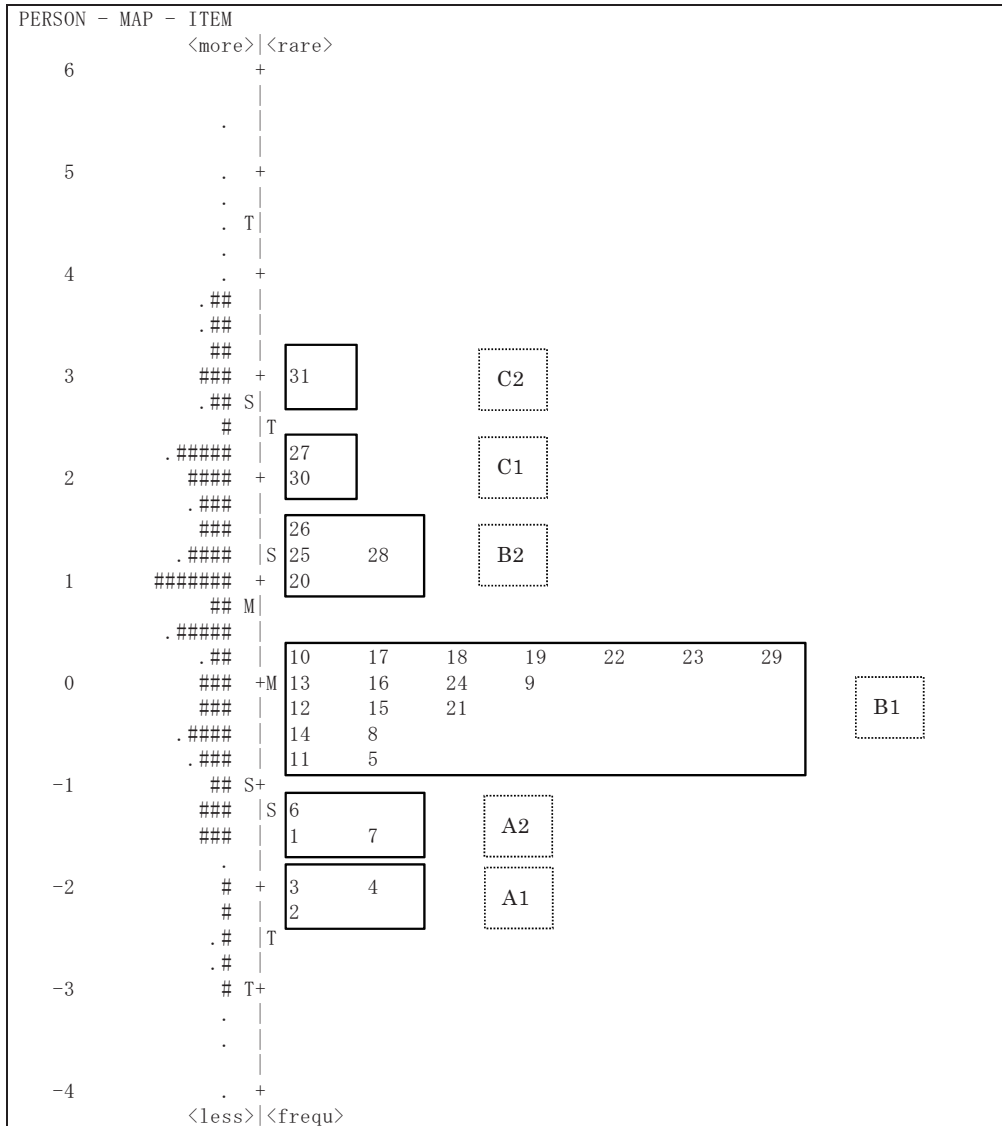 PERSON - MAP - ITEM
<more>|<rare>
6 +
|
. |
|
5 . +
. |
. T|
. |
4 . +
.## |
.## |
## |
3 ### + 31 C2
.## S|
# |T
.##### | 27
2 #### + 30 C1
.### |
### | 26
.#### |S 25 28 B2
1 ####### + 20
## M|
.##### |
.## | 10 17 18 19 22 23 29
0 ### +M 13 16 24 9
### | 12 15 21 B1
.#### | 14 8
.### | 11 5
-1 ## S+
### |S 6
### | 1 7 A2
. |
-2 # + 3 4 A1
# | 2
.# |T
.# |
-3 # T+
. |
. |
|
-4 . +
<less>|<frequ>